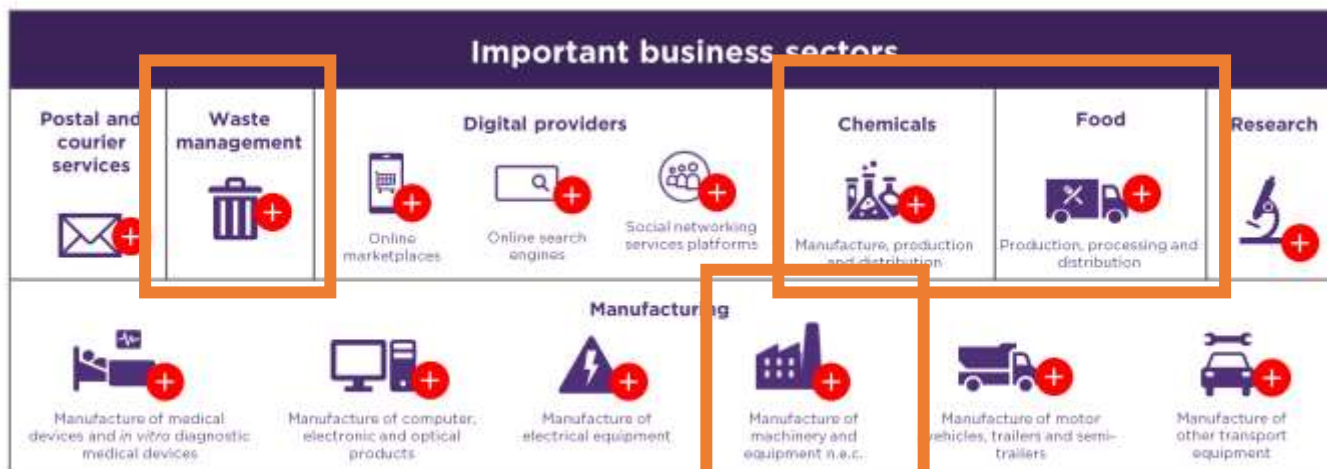 Important business sectors
Postal and
courier
services
Waste
management
Digital providers
Online
marketplaces
Online search
engines
Social networking
services platforms
Chemicals
Manufacture, production
and distribution
Food
Production, processing and
distribution
Research
Manufacturing
Manufacture of medical
devices and in vitro diagnostic
medical devices
Manufacture of computer,
electronic and optical
products
Manufacture of
electrical equipment
Manufacture of
machinery and
equipment n.e.c.
Manufacture of motor
vehicles, trailers and semi-
trailers
Manufacture of
other transport
equipment